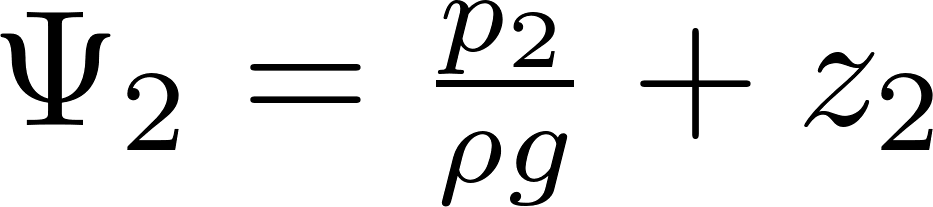 Ψ₂ = p₂/ρg + z₂